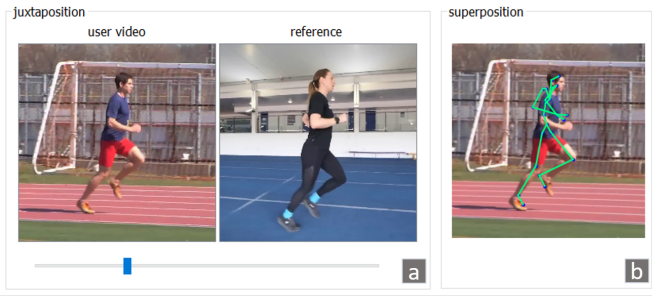 juxtaposition
user video
reference
a
superposition
b